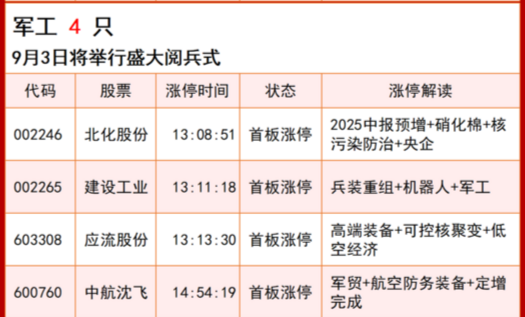 军工 4 只
9月3日将举行盛大阅兵式
代码 股票 涨停时间 状态 涨停解读
002246 北化股份 13:08:51 首板涨停 2025中报预增+硝化棉+核
污染防治+央企
002265 建设工业 13:11:18 首板涨停 兵装重组+机器人+军工
603308 应流股份 13:13:30 首板涨停 高端装备+可控核聚变+低
空经济
600760 中航沈飞 14:54:19 首板涨停 军贸+航空防务装备+定增
完成